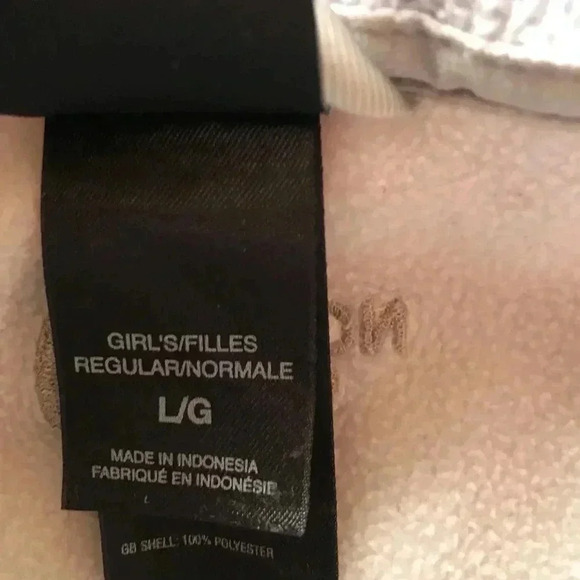 GIRL'S/FILLES
REGULAR/NORMALE
L/G
MADE IN INDONESIA
FABRIQUÉ EN INDONÉSIE
GB SHELL: 100% POLYESTER